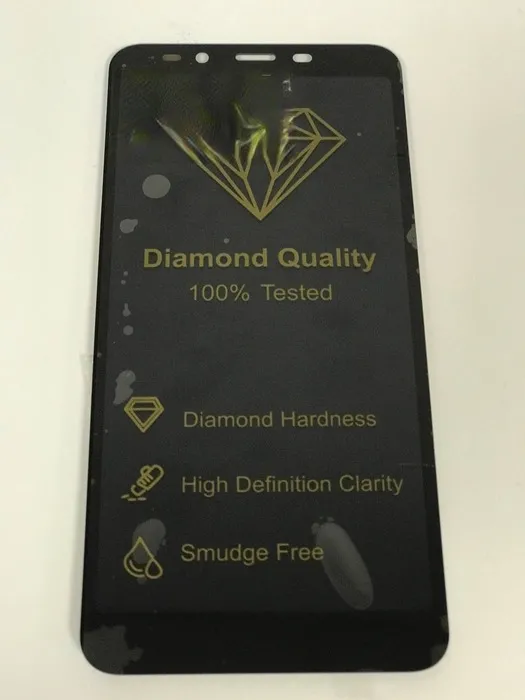 Diamond Quality
100% Tested
Diamond Hardness
High Definition Clarity
Smudge Free